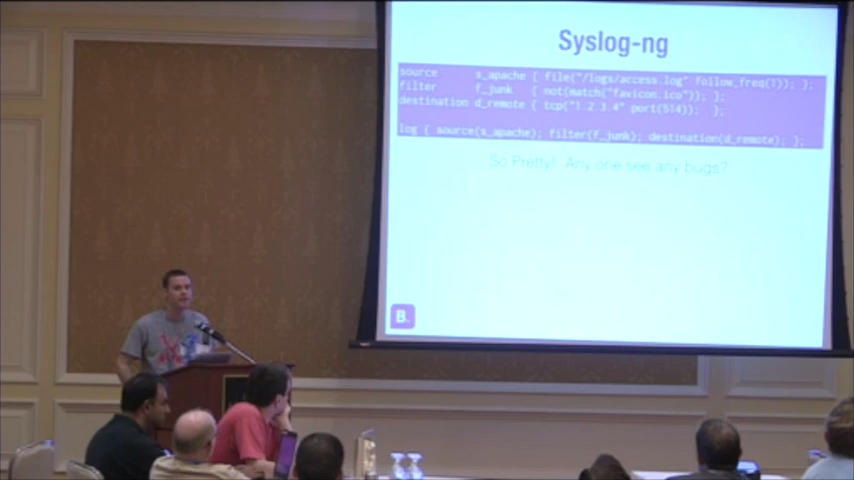 Syslog-ng
source s_apache { file("/logs/access.log" follow_freq(1)); };
filter f_junk { not(match("favicon.ico")); };
destination d_remote { tcp("1.2.3.4" port(514)); };
log { source(s_apache); filter(f_junk); destination(d_remote); };
So Pretty! Any one see any bugs?
B.